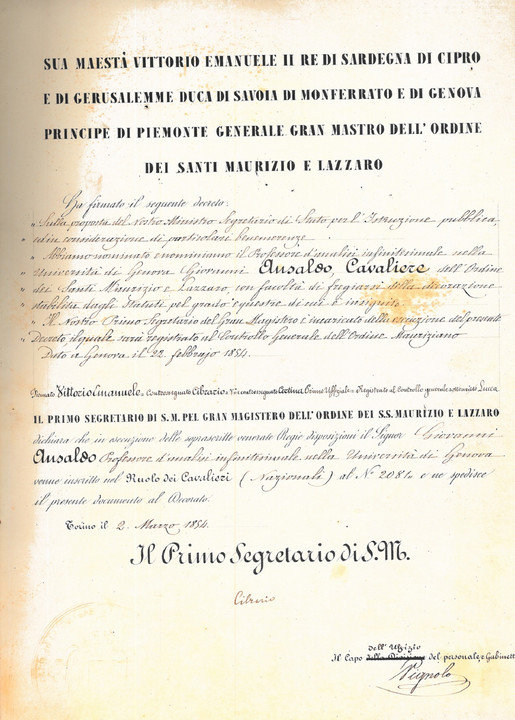 SUA MAESTÀ VITTORIO EMANUELE II RE DI SARDEGNA DI CIPRO
E DI GERUSALEMME DUCA DI SAVOIA DI MONFERRATO E DI GENOVA
PRINCIPE DI PIEMONTE GENERALE GRAN MASTRO DELL'ORDINE
DEI SANTI MAURIZIO E LAZZARO
Ha firmato il seguente decreto:
" Sulla proposta del Nostro Ministro Segretario di Stato per l'Istruzione pubblica,
" ed in considerazione di particolari benemerenze.
" Abbiamo nominato e nominiamo il Professore d'analisi infinitesimale nella
" Università di Genova Giovanni Ansaldo, Cavaliere dell'Ordine
" dei Santi Maurizio e Lazzaro, con facoltà di fregiarsi della decorazione
" stabilita dagli Statuti pel grado equestre di cui è insignito
" Il Nostro Primo Segretario del Gran Magistero è incaricato della esecuzione del presente
" Decreto, il quale sarà registrato al Controllo Generale dell'Ordine Mauriziano
Dato a Genova il 22 febbrajo 1854.
Firmato Vittorio Emanuele, Contrassegnato Cibrario, contrassegnato Cortina Primo Uffiziale, Registrato al Controllo generale sottoscritto Luca
IL PRIMO SEGRETARIO DI S.M. PEL GRAN MAGISTERO DELL'ORDINE DEI S.S. MAURIZIO E LAZZARO
dichiara che in esecuzione delle soprascritte venerate Regie disposizioni il Signor Giovanni
Ansaldo Professore d'analisi infinitesimale nella Università di Genova
venne inscritto nel Ruolo dei Cavalieri (Nazionali) al N° 2081. e ne spedisce
il presente documento al Decorato.
Torino il 2. Marzo 1854.
Il Primo Segretario di S.M.
Cibrario
dell'Uffizio
Il Capo della Divisione del personale e Gabinetto
Pignolo